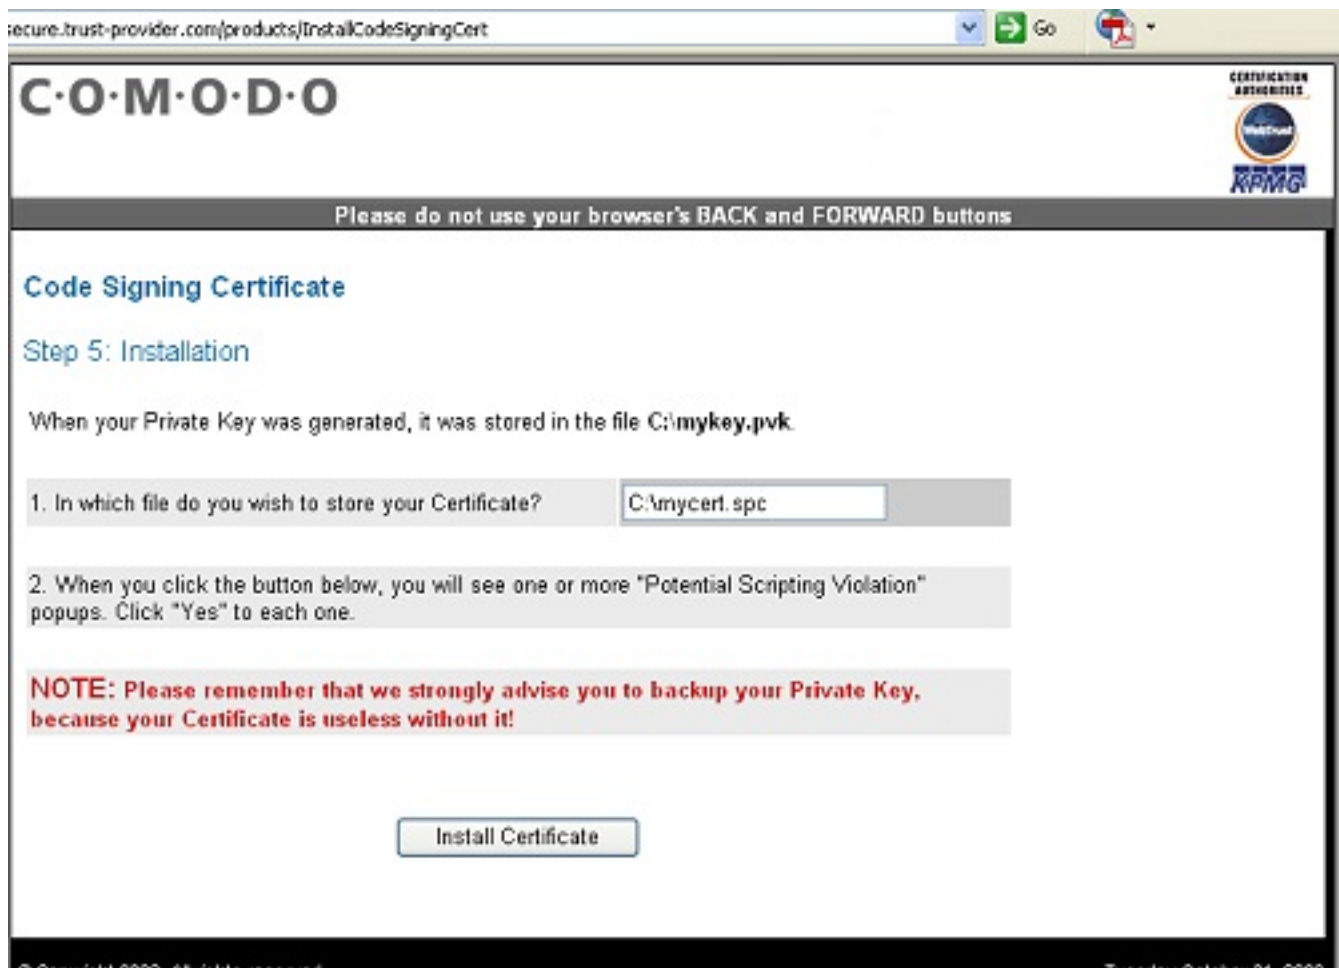 secure.trust-provider.com/products/InstallCodeSigningCert
Go
C·O·M·O·D·O
CERTIFICATION
AUTHORITIES
WebTrust
KPMG
Please do not use your browser's BACK and FORWARD buttons
Code Signing Certificate
Step 5: Installation
When your Private Key was generated, it was stored in the file C:\mykey.pvk.
1. In which file do you wish to store your Certificate?
C:\mycert.spc
2. When you click the button below, you will see one or more "Potential Scripting Violation"
popups. Click "Yes" to each one.
NOTE: Please remember that we strongly advise you to backup your Private Key,
because your Certificate is useless without it!
Install Certificate